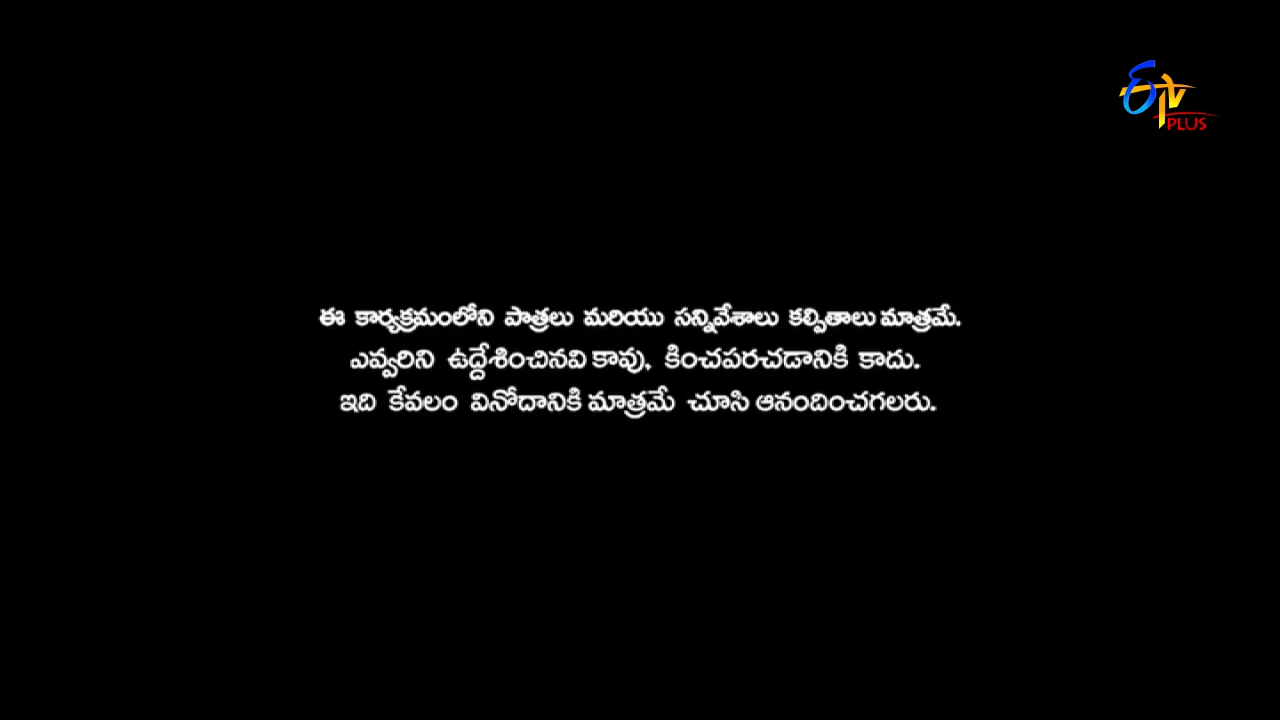 ETV
PLUS
ఈ కార్యక్రమంలోని పాత్రలు మరియు సన్నివేశాలు కల్పితాలు మాత్రమే.
ఎవ్వరిని ఉద్దేశించినవి కావు, కించపరచడానికి కాదు.
ఇది కేవలం వినోదానికి మాత్రమే చూసి ఆనందించగలరు.